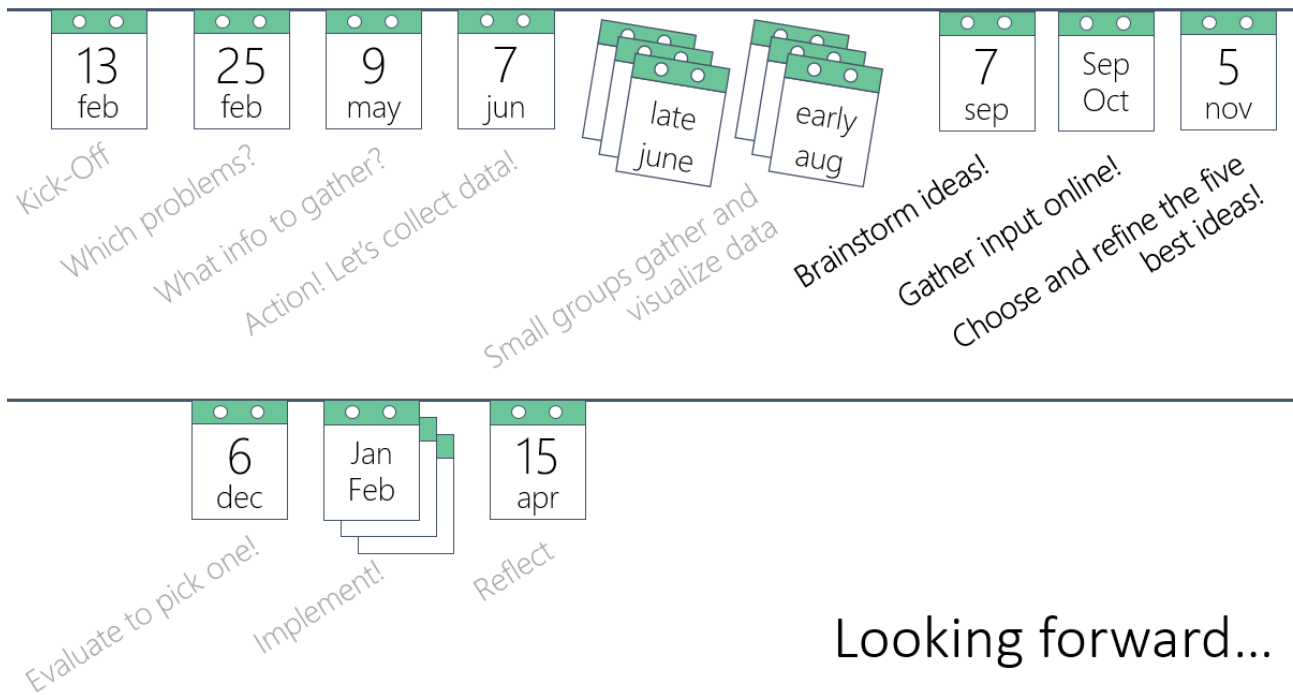 13
feb
25
feb
9
may
7
jun
late
june
early
aug
7
sep
Sep
Oct
5
nov
Kick-Off
Which problems?
What info to gather?
Action! Let's collect data!
Small groups gather and
visualize data
Brainstorm ideas!
Gather input online!
Choose and refine the five
best ideas!
6
dec
Jan
Feb
15
apr
Evaluate to pick one!
Implement!
Reflect
Looking forward...